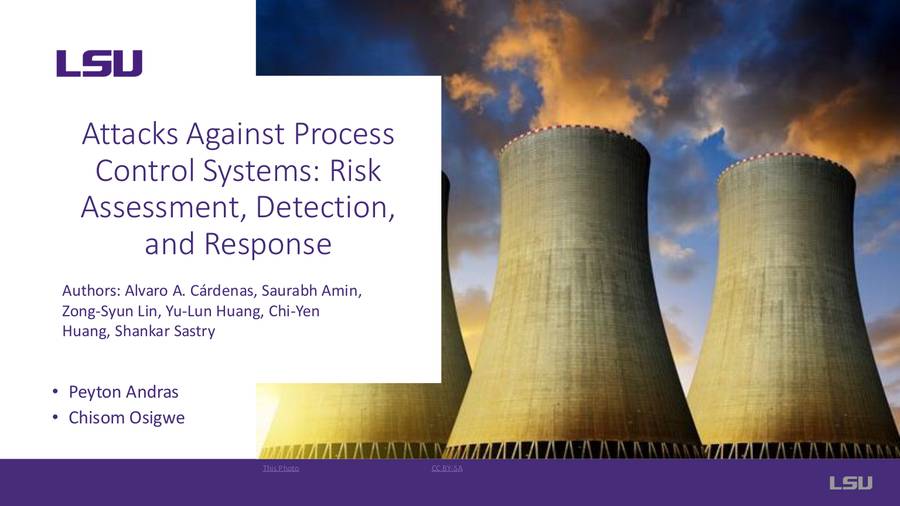 LSU
Attacks Against Process
Control Systems: Risk
Assessment, Detection,
and Response
Authors: Alvaro A. Cárdenas, Saurabh Amin,
Zong-Syun Lin, Yu-Lun Huang, Chi-Yen
Huang, Shankar Sastry
• Peyton Andras
• Chisom Osigwe
This Photo
CC BY-SA
LSU